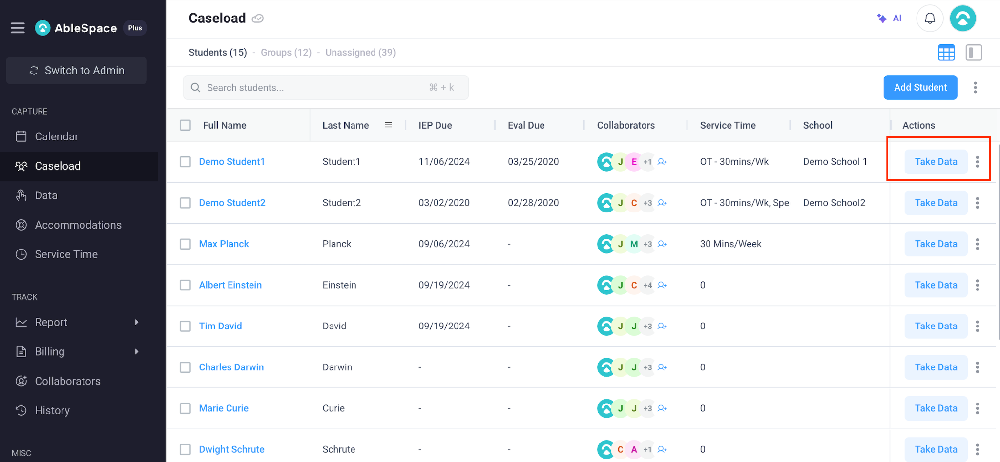 AbleSpace Plus
Switch to Admin
CAPTURE
Calendar
Caseload
Data
Accommodations
Service Time
TRACK
Report
Billing
Collaborators
History
MISC
Caseload
AI
Students (15) - Groups (12) - Unassigned (39)
Search students... ⌘ + k
Add Student
Full Name Last Name IEP Due Eval Due Collaborators Service Time School Actions
Demo Student1 Student1 11/06/2024 03/25/2020 J E +1 OT - 30mins/Wk Demo School 1 Take Data
Demo Student2 Student2 03/02/2020 02/28/2020 J C +3 OT - 30mins/Wk, Spe Demo School2 Take Data
Max Planck Planck 09/06/2024 - J M +3 30 Mins/Week Take Data
Albert Einstein Einstein 09/19/2024 - J C +4 0 Take Data
Tim David David 09/19/2024 - J J +3 0 Take Data
Charles Darwin Darwin - - J J +3 0 Take Data
Marie Curie Curie - - J J +3 0 Take Data
Dwight Schrute Schrute - - C A +1 0 Take Data